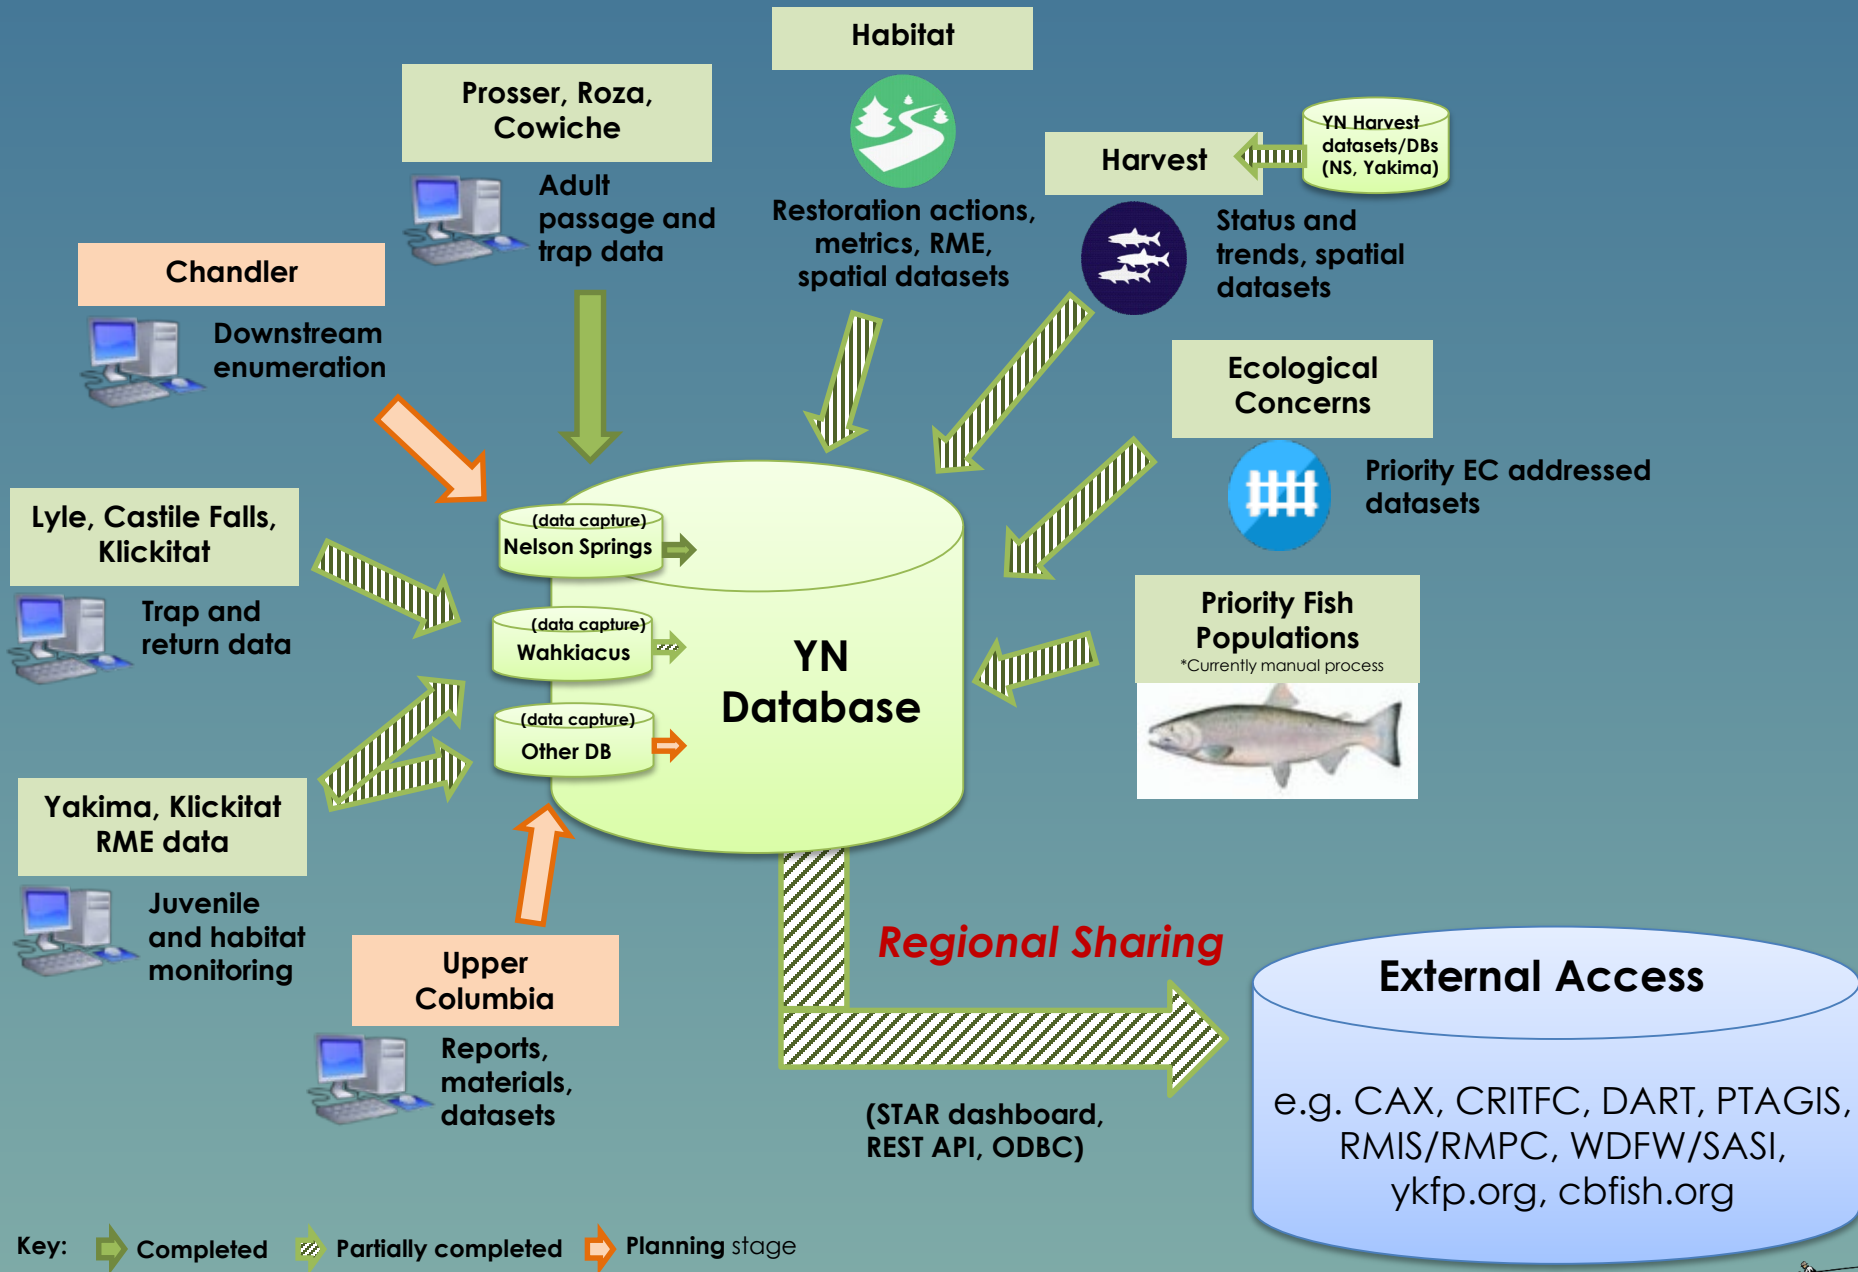 Habitat
Restoration actions,
metrics, RME,
spatial datasets
Prosser, Roza,
Cowiche
Adult
passage and
trap data
Harvest
YN Harvest
datasets/DBs
(NS, Yakima)
Status and
trends, spatial
datasets
Chandler
Downstream
enumeration
Ecological
Concerns
Priority EC addressed
datasets
Lyle, Castile Falls,
Klickitat
Trap and
return data
(data capture)
Nelson Springs
(data capture)
Wahkiacus
(data capture)
Other DB
YN
Database
Priority Fish
Populations
*Currently manual process
Yakima, Klickitat
RME data
Juvenile
and habitat
monitoring
Upper
Columbia
Reports,
materials,
datasets
Regional Sharing
(STAR dashboard,
REST API, ODBC)
External Access
e.g. CAX, CRITFC, DART, PTAGIS,
RMIS/RMPC, WDFW/SASI,
ykfp.org, cbfish.org
Key: Completed Partially completed Planning stage